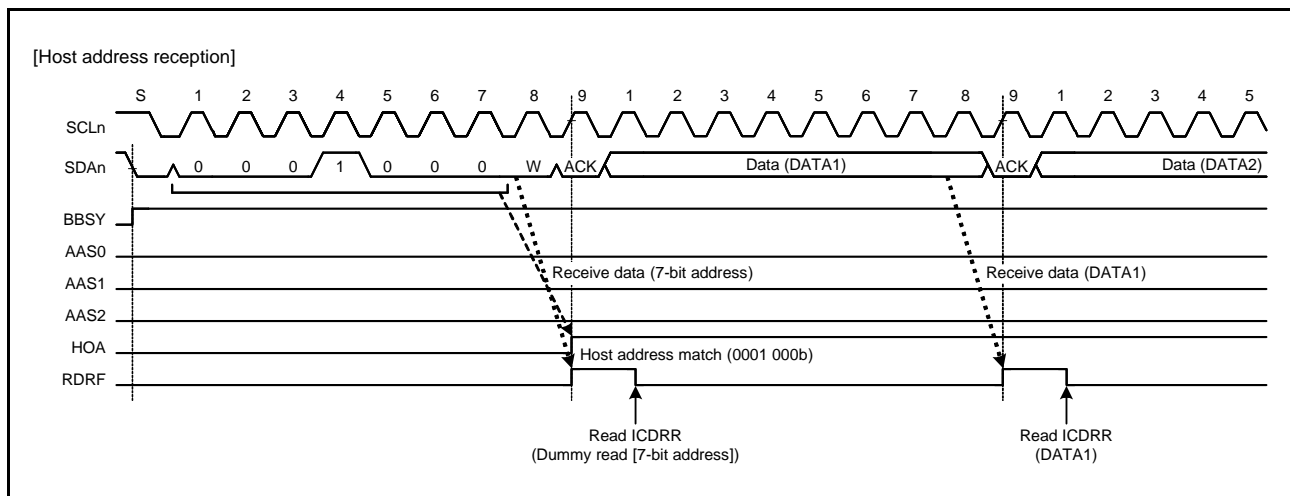 [Host address reception]
S 1 2 3 4 5 6 7 8 9 1 2 3 4 5 6 7 8 9 1 2 3 4 5
SCLn
SDAn 0 0 0 1 0 0 0 W ACK Data (DATA1) ACK Data (DATA2)
BBSY
AAS0
Receive data (7-bit address) Receive data (DATA1)
AAS1
AAS2
HOA
Host address match (0001 000b)
RDRF
Read ICDRR Read ICDRR
(Dummy read [7-bit address]) (DATA1)